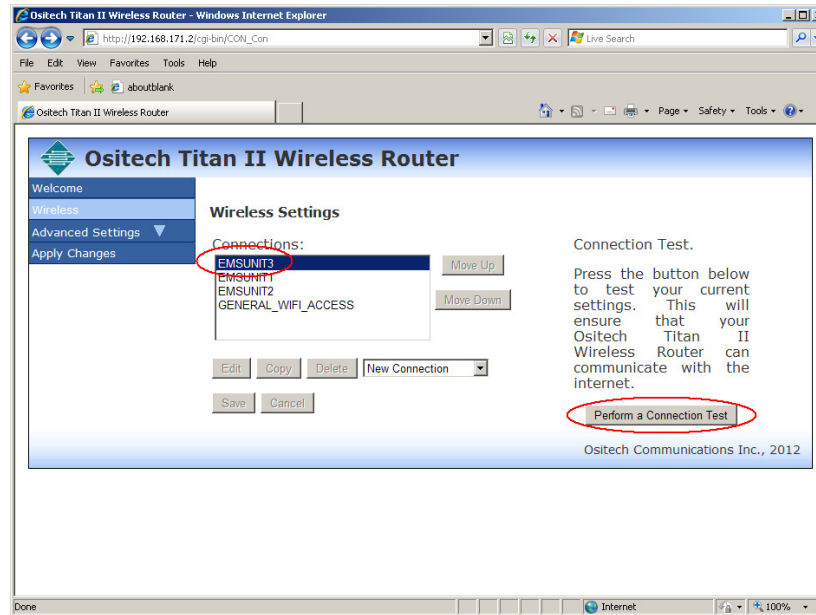 Ositech Titan II Wireless Router - Windows Internet Explorer
http://192.168.171.2/cgi-bin/CON_Con
Live Search
File Edit View Favorites Tools Help
Favorites aboutblank
Ositech Titan II Wireless Router
Page Safety Tools
Ositech Titan II Wireless Router
Welcome
Wireless
Advanced Settings
Apply Changes
Wireless Settings
Connections:
EMSUNIT3
EMSUNIT1
EMSUNIT2
GENERAL_WIFI_ACCESS
Move Up
Move Down
Edit Copy Delete New Connection
Save Cancel
Connection Test.
Press the button below
to test your current
settings. This will
ensure that your
Ositech Titan II
Wireless Router can
communicate with the
internet.
Perform a Connection Test
Ositech Communications Inc., 2012
Done Internet 100%